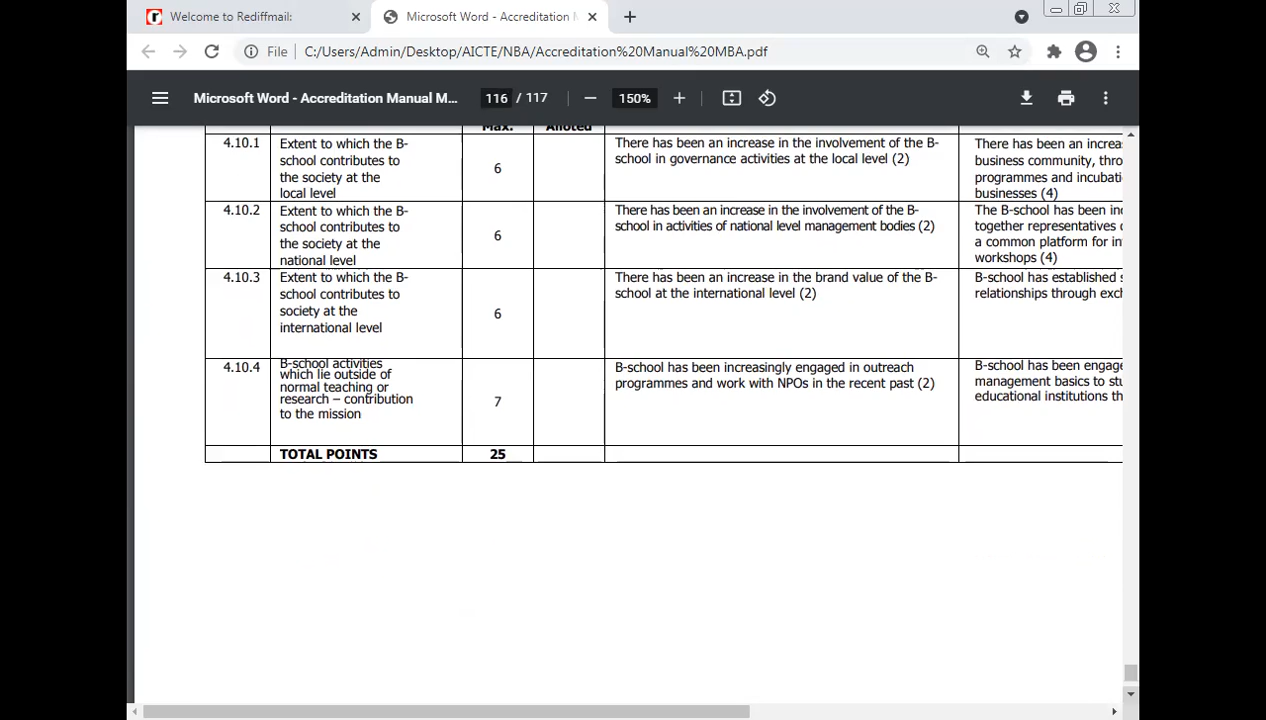 Welcome to Rediffmail:
Microsoft Word - Accreditation M
File
C:/Users/Admin/Desktop/AICTE/NBA/Accreditation%20Manual%20MBA.pdf
Microsoft Word - Accreditation Manual M...
116 / 117
150%
Max.
Alloted
4.10.1
Extent to which the B-
school contributes to
the society at the
local level
6
There has been an increase in the involvement of the B-
school in governance activities at the local level (2)
There has been an increa
business community, thro
programmes and incubati
businesses (4)
4.10.2
Extent to which the B-
school contributes to
the society at the
national level
6
There has been an increase in the involvement of the B-
school in activities of national level management bodies (2)
The B-school has been in
together representatives
a common platform for in
workshops (4)
4.10.3
Extent to which the B-
school contributes to
society at the
international level
6
There has been an increase in the brand value of the B-
school at the international level (2)
B-school has established s
relationships through exc
4.10.4
B-school activities
which lie outside of
normal teaching or
research – contribution
to the mission
7
B-school has been increasingly engaged in outreach
programmes and work with NPOs in the recent past (2)
B-school has been engage
management basics to stu
educational institutions th
TOTAL POINTS
25